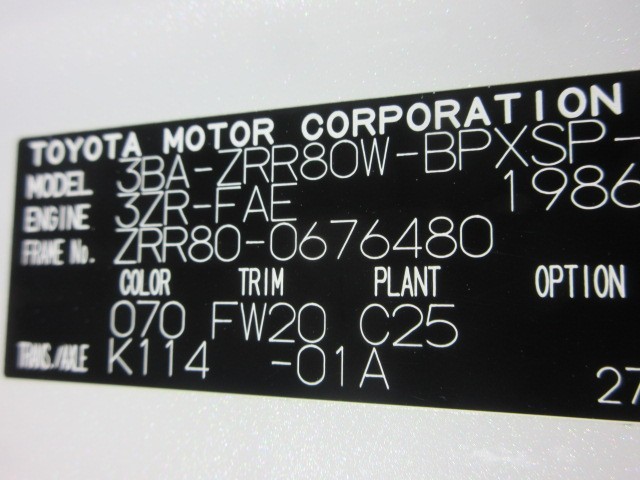 TOYOTA MOTOR CORPORATION
MODEL 3BA-ZRR80W-BPXSP-
ENGINE 3ZR-FAE 1986
FRAME No. ZRR80-0676480
COLOR TRIM PLANT OPTION
070 FW20 C25
TRANS./AXLE K114 -01A
27